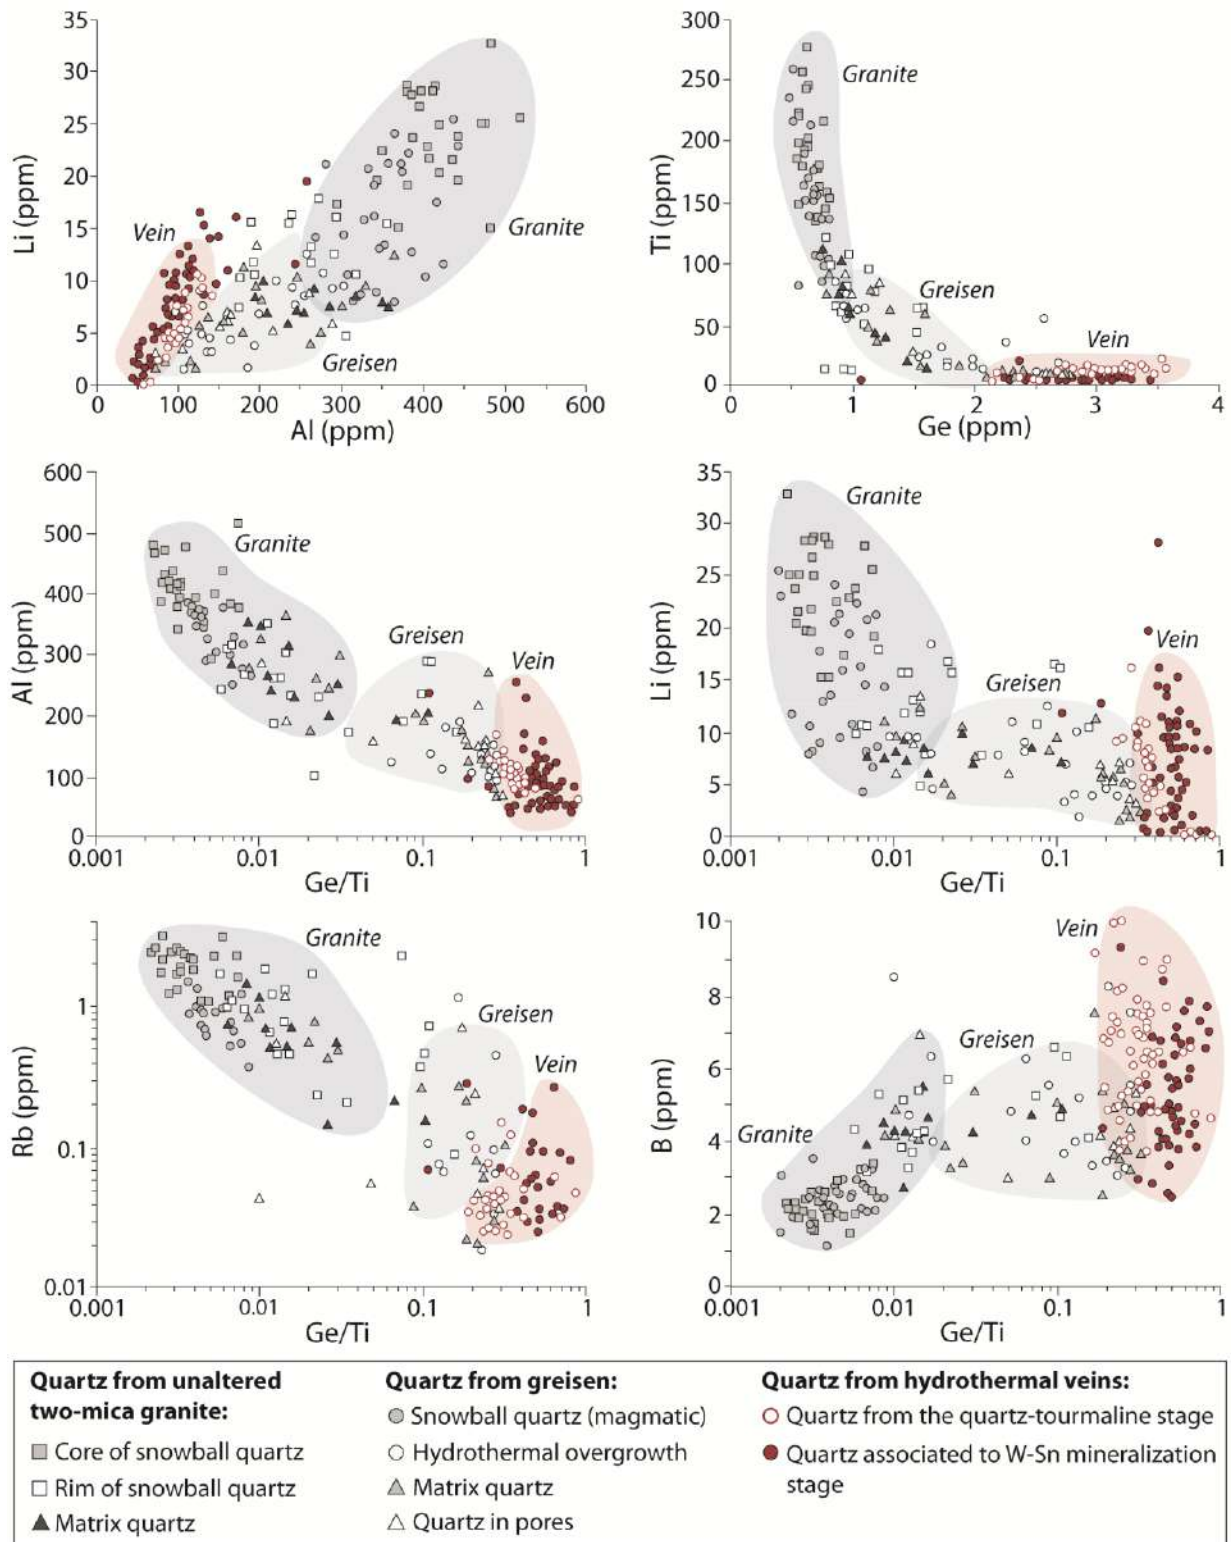 35
30
25
20
15
10
5
0
Li (ppm)
Vein
Granite
Greisen
0 100 200 300 400 500 600
Al (ppm)
300
250
200
150
100
50
0
Ti (ppm)
Granite
Greisen
Vein
0 1 2 3 4
Ge (ppm)
600
500
400
300
200
100
0
Al (ppm)
Granite
Greisen
Vein
0.001 0.01 0.1 1
Ge/Ti
35
30
25
20
15
10
5
0
Li (ppm)
Granite
Vein
Greisen
0.001 0.01 0.1 1
Ge/Ti
1
0.1
0.01
Rb (ppm)
Granite
Greisen
Vein
0.001 0.01 0.1 1
Ge/Ti
10
8
6
4
2
0
B (ppm)
Vein
Greisen
Granite
0.001 0.01 0.1 1
Ge/Ti
Quartz from unaltered
two-mica granite:
Core of snowball quartz
Rim of snowball quartz
Matrix quartz
Quartz from greisen:
Snowball quartz (magmatic)
Hydrothermal overgrowth
Matrix quartz
Quartz in pores
Quartz from hydrothermal veins:
Quartz from the quartz-tourmaline stage
Quartz associated to W-Sn mineralization
stage